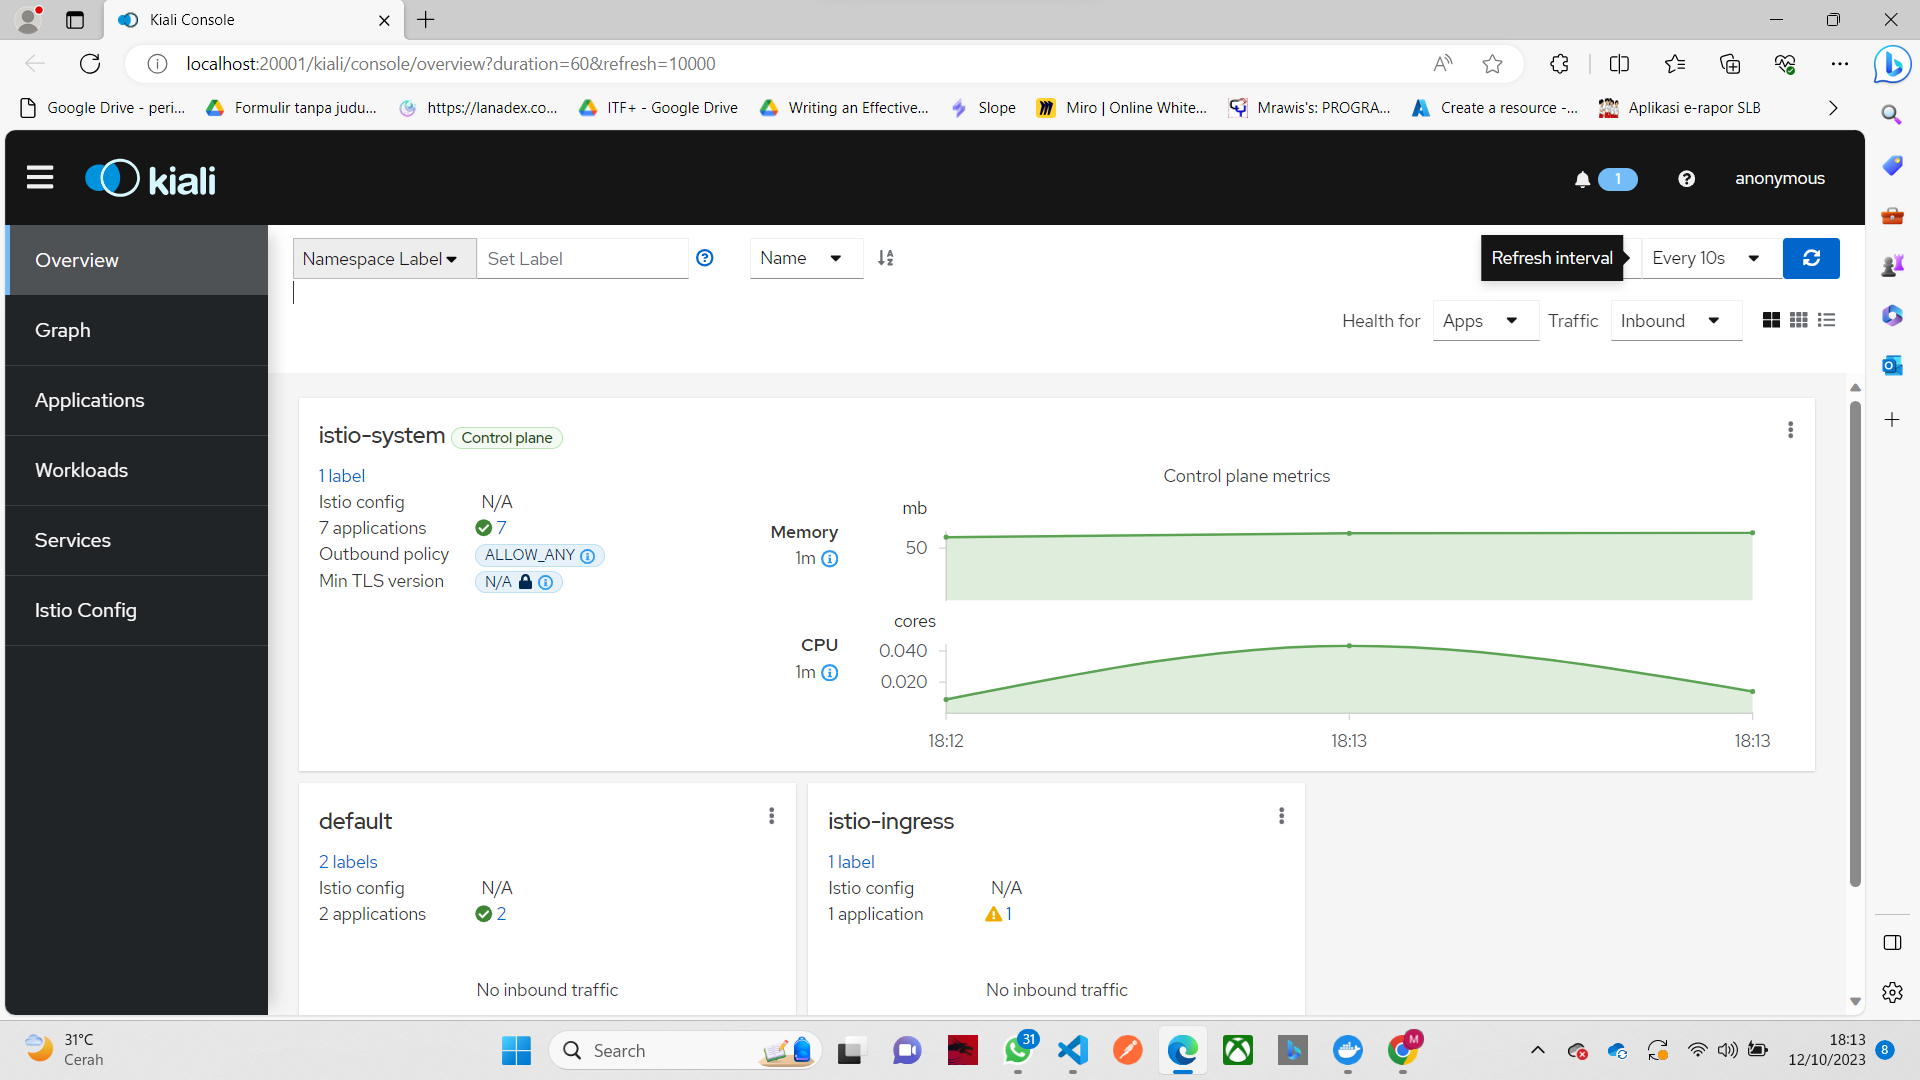 Kiali Console
localhost:20001/kiali/console/overview?duration=60&refresh=10000
Google Drive - peri...
Formulir tanpa judu...
https://lanadex.co...
ITF+ - Google Drive
Writing an Effective...
Slope
Miro | Online White...
Mrawis's: PROGRA...
Create a resource -...
Aplikasi e-rapor SLB
kiali
1
anonymous
Overview
Graph
Applications
Workloads
Services
Istio Config
Namespace Label
Set Label
Name
Refresh interval
Every 10s
Health for
Apps
Traffic
Inbound
istio-system
Control plane
1 label
Istio config N/A
7 applications 7
Outbound policy ALLOW_ANY
Min TLS version N/A
Control plane metrics
mb
Memory
1m
50
cores
CPU
1m
0.040
0.020
18:12
18:13
18:13
default
2 labels
Istio config N/A
2 applications 2
No inbound traffic
istio-ingress
1 label
Istio config N/A
1 application 1
No inbound traffic
31°C
Cerah
Search
31
M
18:13
12/10/2023
8